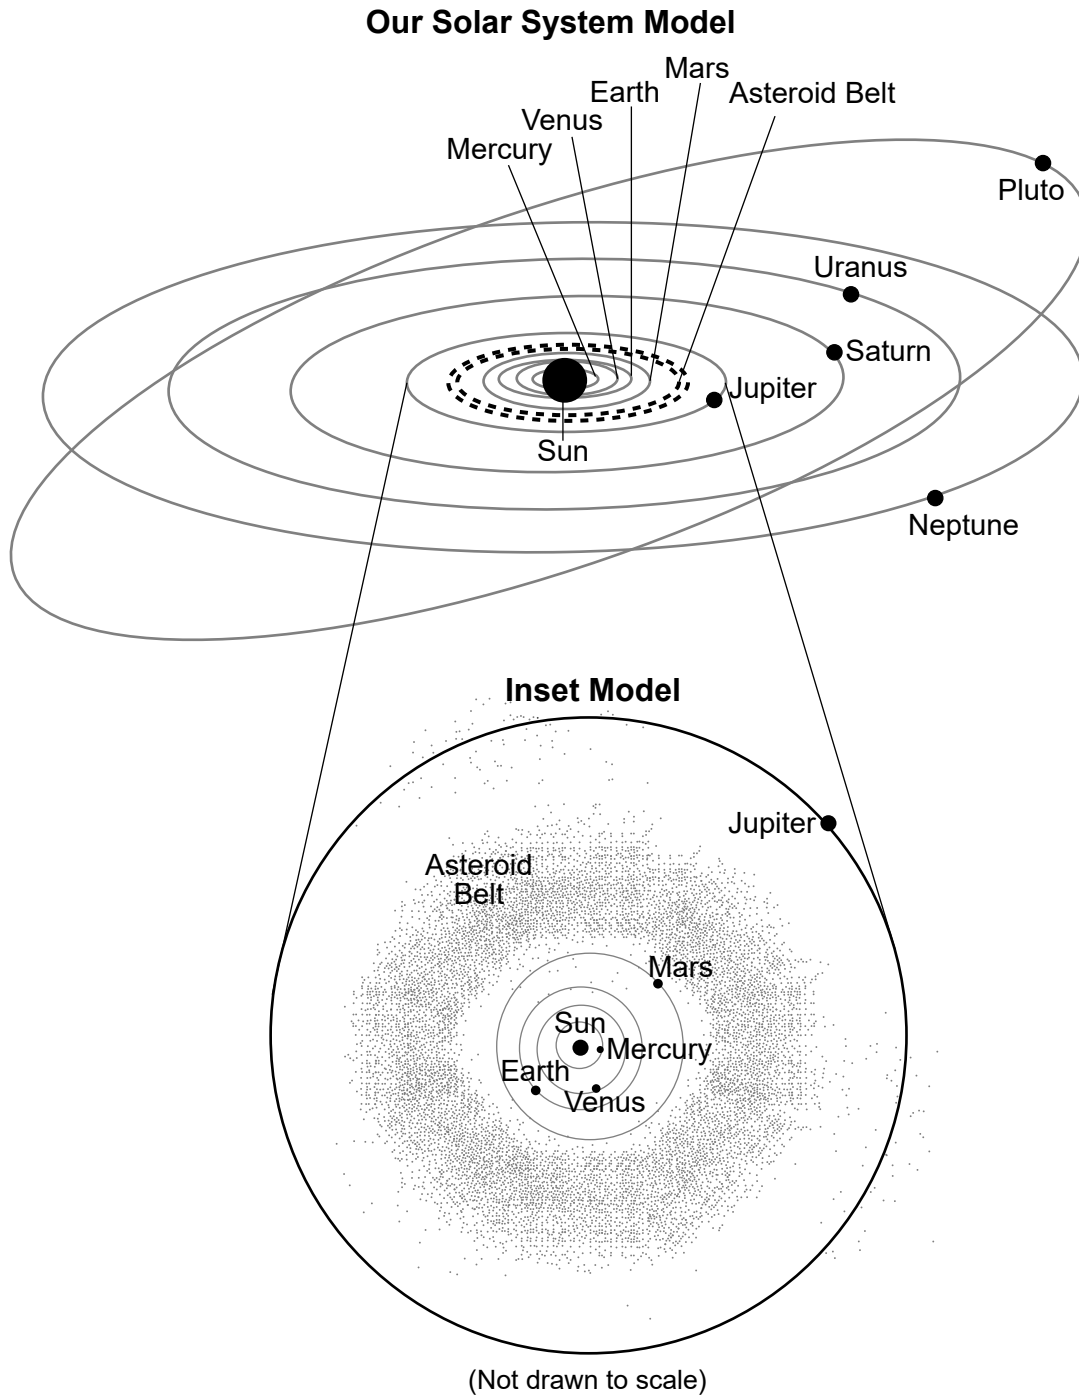 Our Solar System Model
Mars
Earth
Asteroid Belt
Venus
Mercury
Pluto
Uranus
Saturn
Jupiter
Sun
Neptune
Inset Model
Jupiter
Asteroid
Belt
Mars
Sun
Mercury
Earth
Venus
(Not drawn to scale)